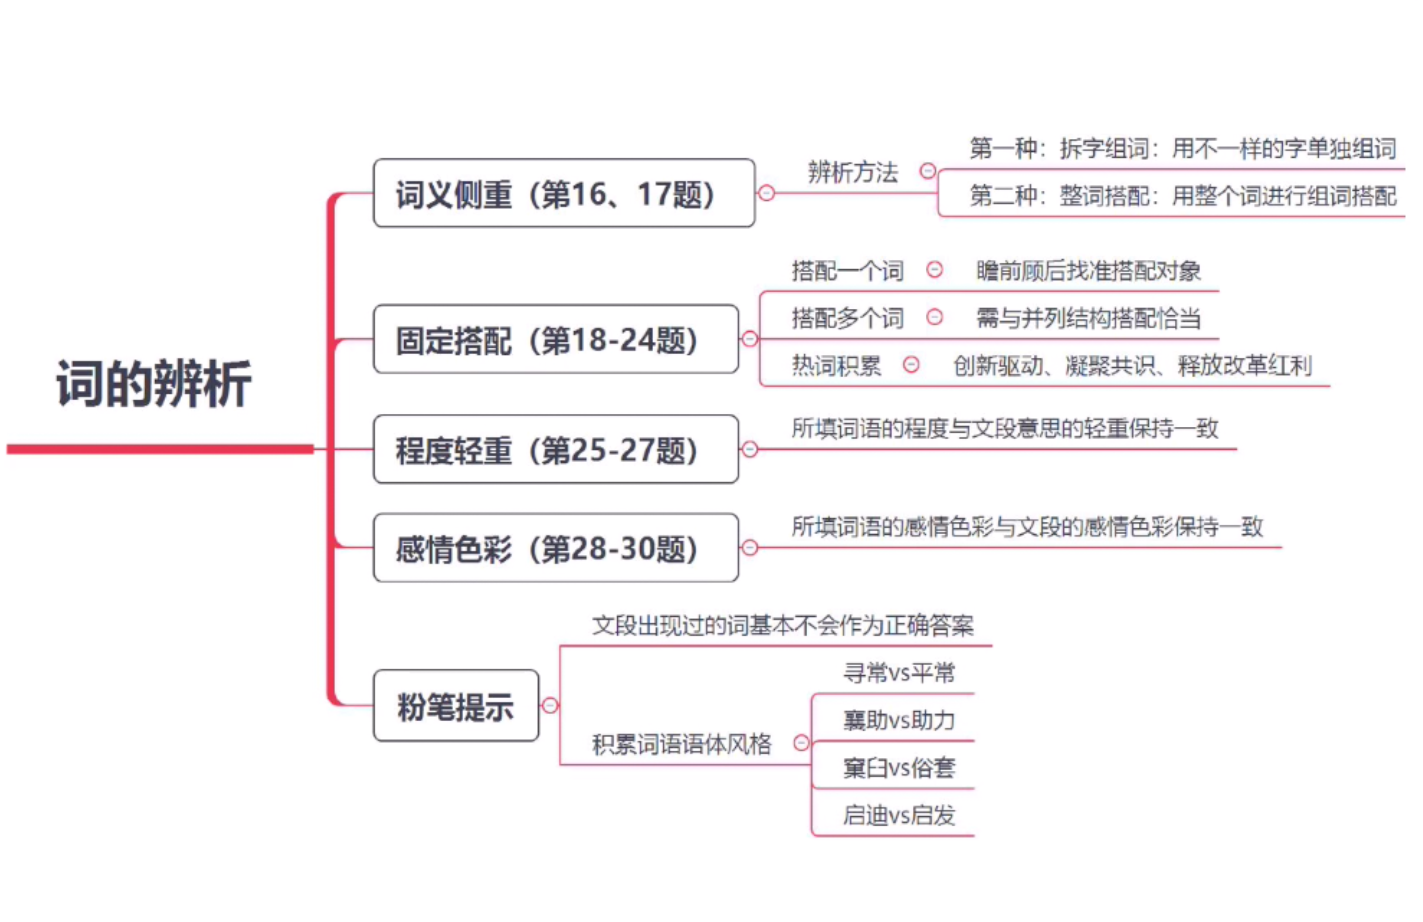 词的辨析
词义侧重（第16、17题）
辨析方法
第一种：拆字组词：用不一样的字单独组词
第二种：整词搭配：用整个词进行组词搭配
固定搭配（第18-24题）
搭配一个词
瞻前顾后找准搭配对象
搭配多个词
需与并列结构搭配恰当
热词积累
创新驱动、凝聚共识、释放改革红利
程度轻重（第25-27题）
所填词语的程度与文段意思的轻重保持一致
感情色彩（第28-30题）
所填词语的感情色彩与文段的感情色彩保持一致
粉笔提示
文段出现过的词基本不会作为正确答案
积累词语语体风格
寻常vs平常
襄助vs助力
窠臼vs俗套
启迪vs启发